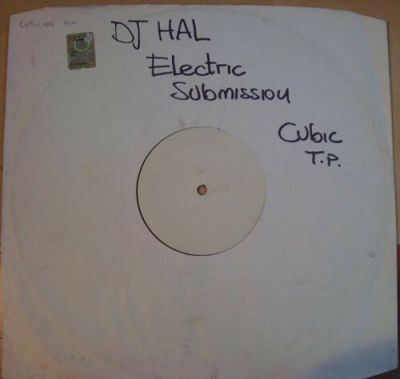 DJ HAL
Electric
Submission
Cubic
T.P.